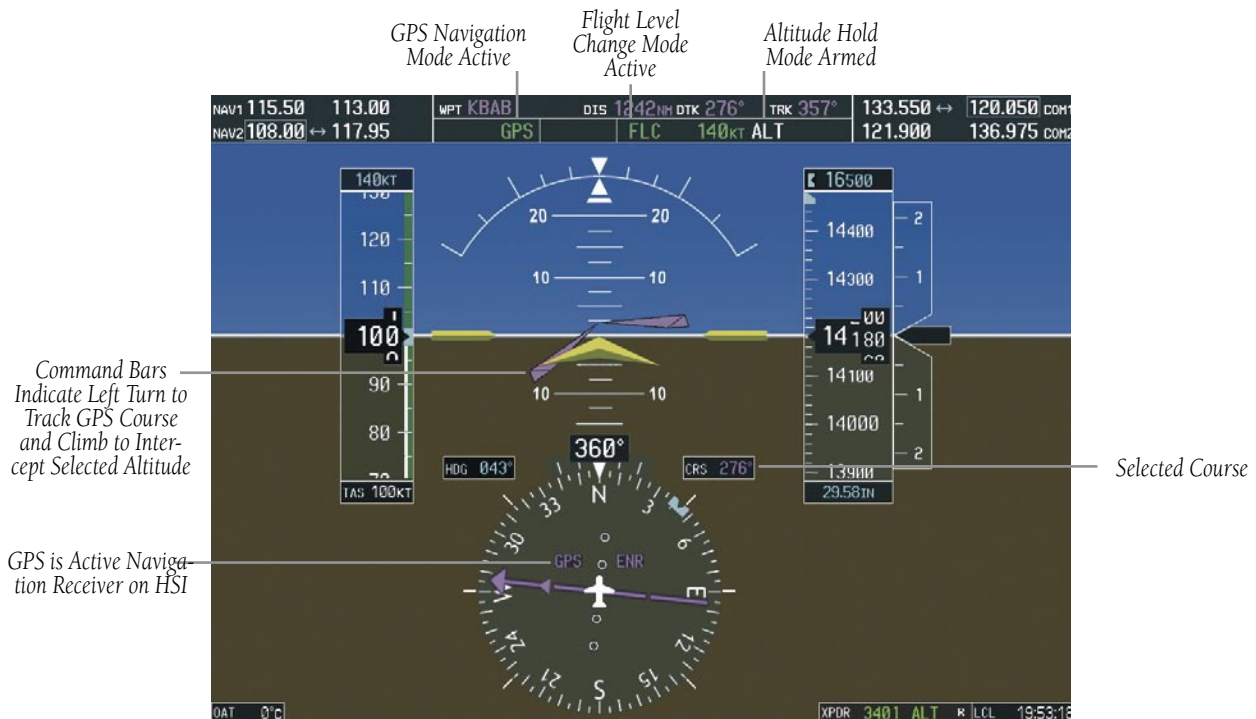 GPS Navigation
Mode Active
Flight Level
Change Mode
Active
Altitude Hold
Mode Armed
NAV1 115.50 113.00
NAV2 108.00 ↔ 117.95
WPT KBAB DIS 1242NM DTK 276° TRK 357°
GPS FLC 140KT ALT
133.550 ↔ 120.050 COM1
121.900 136.975 COM2
140KT
130
120
110
100
90
80
70
TAS 100KT
20 20
10 10
10 10
16500
14400
14300
14180
14100
14000
13900
29.58IN
2
1
1
2
Command Bars
Indicate Left Turn to
Track GPS Course
and Climb to Inter-
cept Selected Altitude
360°
HDG 043°
CRS 276°
Selected Course
N
3
6
E
12
15
S
21
24
W
30
33
GPS ENR
GPS is Active Naviga-
tion Receiver on HSI
OAT 0°C
XPDR 3401 ALT R LCL 19:53:18